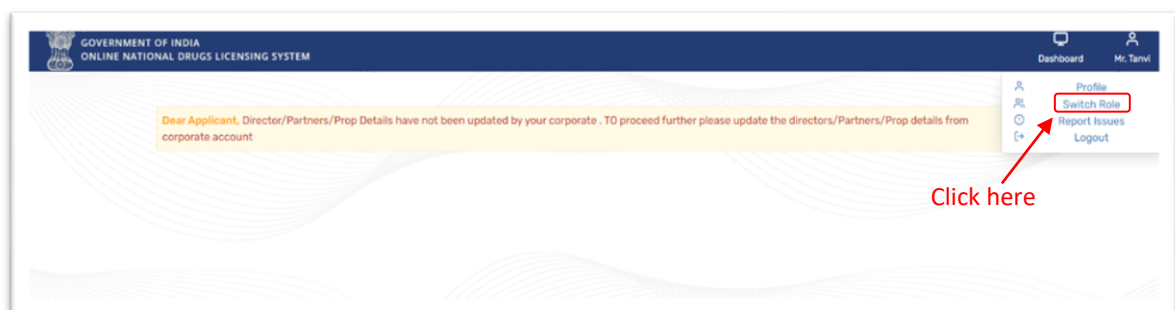 GOVERNMENT OF INDIA
ONLINE NATIONAL DRUGS LICENSING SYSTEM
Dashboard
Mr. Tanvi
Profile
Switch Role
Report Issues
Logout
Dear Applicant, Director/Partners/Prop Details have not been updated by your corporate . TO proceed further please update the directors/Partners/Prop details from
corporate account
Click here